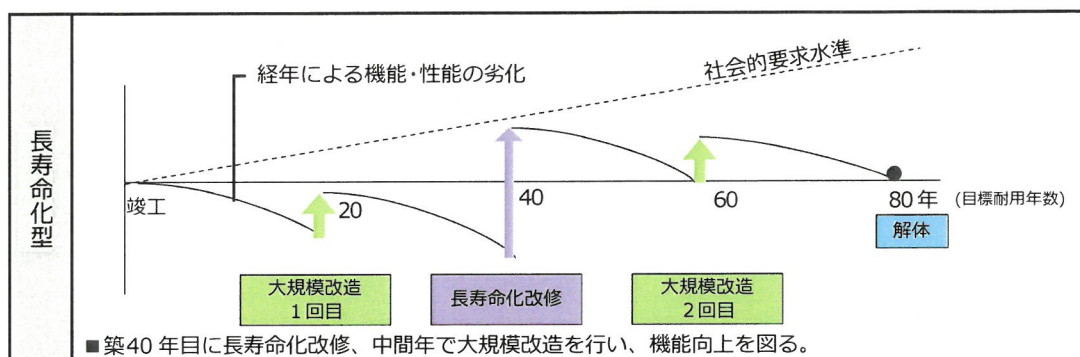 長寿命化型
経年による機能・性能の劣化
社会的要求水準
竣工
20
40
60
80年 (目標耐用年数)
解体
大規模改造
1回目
長寿命化改修
大規模改造
2回目
■築40年目に長寿命化改修、中間年で大規模改造を行い、機能向上を図る。